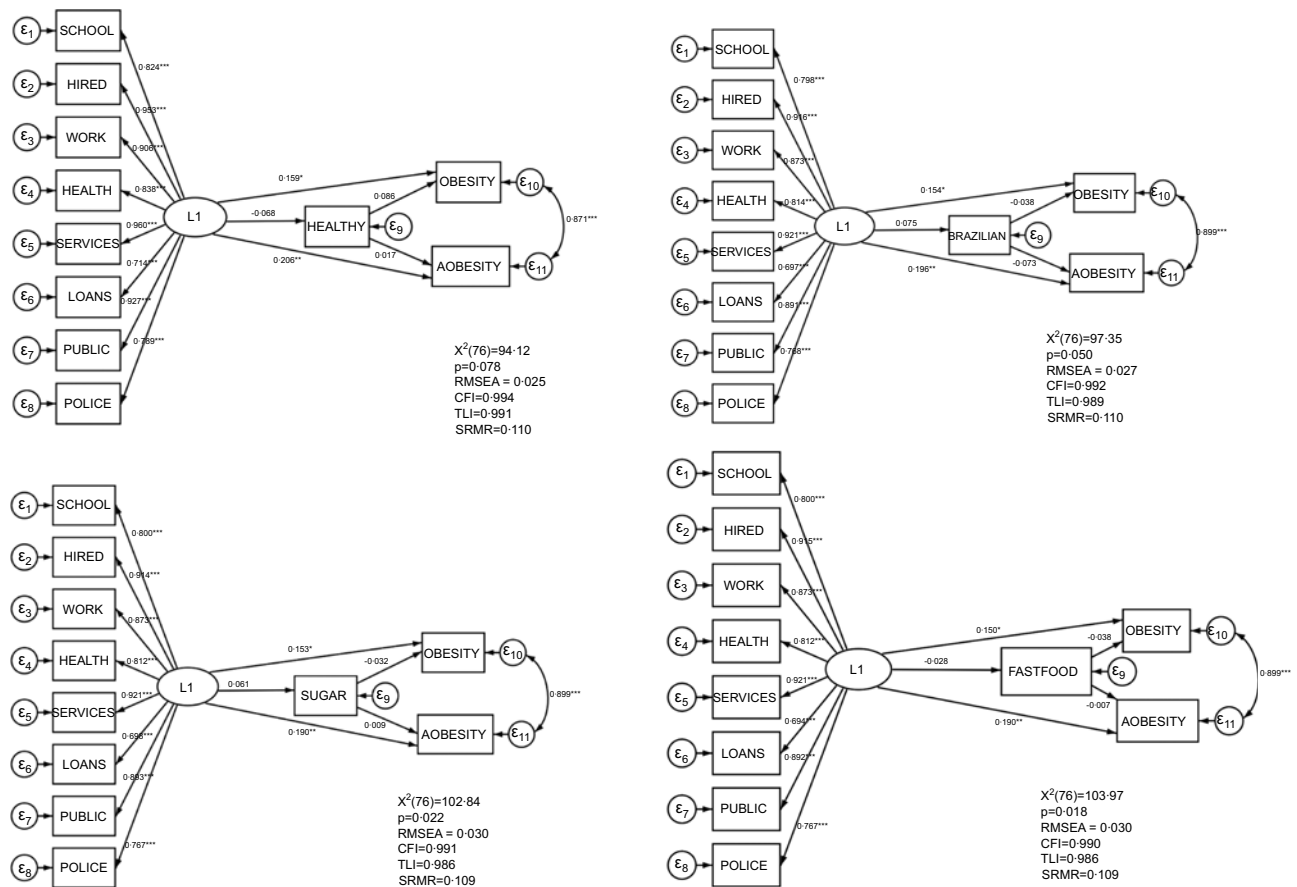 ε1 SCHOOL
0·824***
ε2 HIRED
0·953***
ε3 WORK
0·906***
ε4 HEALTH
0·838***
ε5 SERVICES
0·960***
ε6 LOANS
0·714***
0·927***
ε7 PUBLIC
0·789***
ε8 POLICE
L1
0·159*
-0·068
0·206**
HEALTHY
ε9
0·086
0·017
OBESITY
ε10
0·871***
AOBESITY
ε11
X²(76)=94·12
p=0·078
RMSEA = 0·025
CFI=0·994
TLI=0·991
SRMR=0·110
ε1 SCHOOL
0·798***
ε2 HIRED
0·916***
ε3 WORK
0·873***
ε4 HEALTH
0·814***
ε5 SERVICES
0·921***
ε6 LOANS
0·697***
0·891***
ε7 PUBLIC
0·768***
ε8 POLICE
L1
0·154*
0·075
0·196**
BRAZILIAN
ε9
-0·038
-0·073
OBESITY
ε10
0·899***
AOBESITY
ε11
X²(76)=97·35
p=0·050
RMSEA = 0·027
CFI=0·992
TLI=0·989
SRMR=0·110
ε1 SCHOOL
0·800***
ε2 HIRED
0·914***
ε3 WORK
0·873***
ε4 HEALTH
0·812***
ε5 SERVICES
0·921***
ε6 LOANS
0·698***
0·893***
ε7 PUBLIC
0·767***
ε8 POLICE
L1
0·153*
0·061
0·190**
SUGAR
ε9
-0·032
0·009
OBESITY
ε10
0·899***
AOBESITY
ε11
X²(76)=102·84
p=0·022
RMSEA = 0·030
CFI=0·991
TLI=0·986
SRMR=0·109
ε1 SCHOOL
0·800***
ε2 HIRED
0·915***
ε3 WORK
0·873***
ε4 HEALTH
0·812***
ε5 SERVICES
0·921***
ε6 LOANS
0·694***
0·892***
ε7 PUBLIC
0·767***
ε8 POLICE
L1
0·150*
-0·028
0·190**
FASTFOOD
ε9
-0·038
-0·007
OBESITY
ε10
0·899***
AOBESITY
ε11
X²(76)=103·97
p=0·018
RMSEA = 0·030
CFI=0·990
TLI=0·986
SRMR=0·109